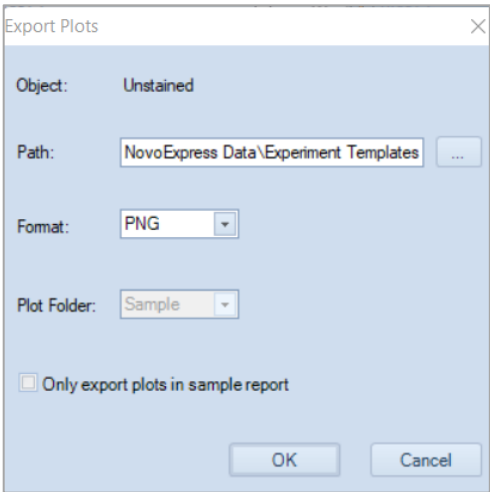 Export Plots
Object: Unstained
Path: NovoExpress Data\Experiment Templates ...
Format: PNG
Plot Folder: Sample
Only export plots in sample report
OK Cancel